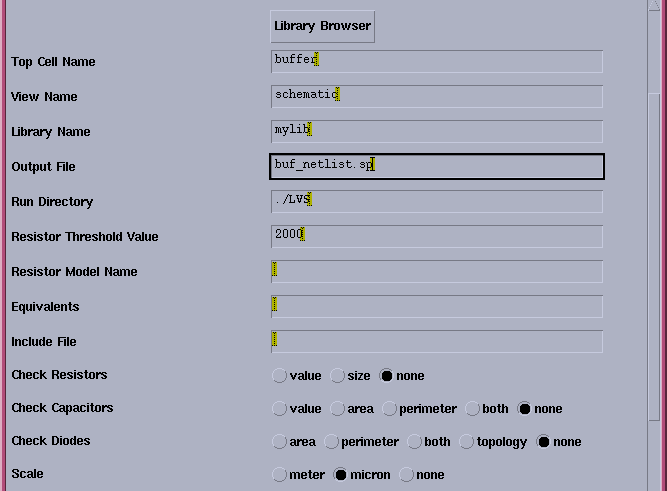 Library Browser
Top Cell Name buffer
View Name schematic
Library Name mylib
Output File buf_netlist.sp
Run Directory ./LVS
Resistor Threshold Value 2000
Resistor Model Name
Equivalents
Include File
Check Resistors value size none
Check Capacitors value area perimeter both none
Check Diodes area perimeter both topology none
Scale meter micron none